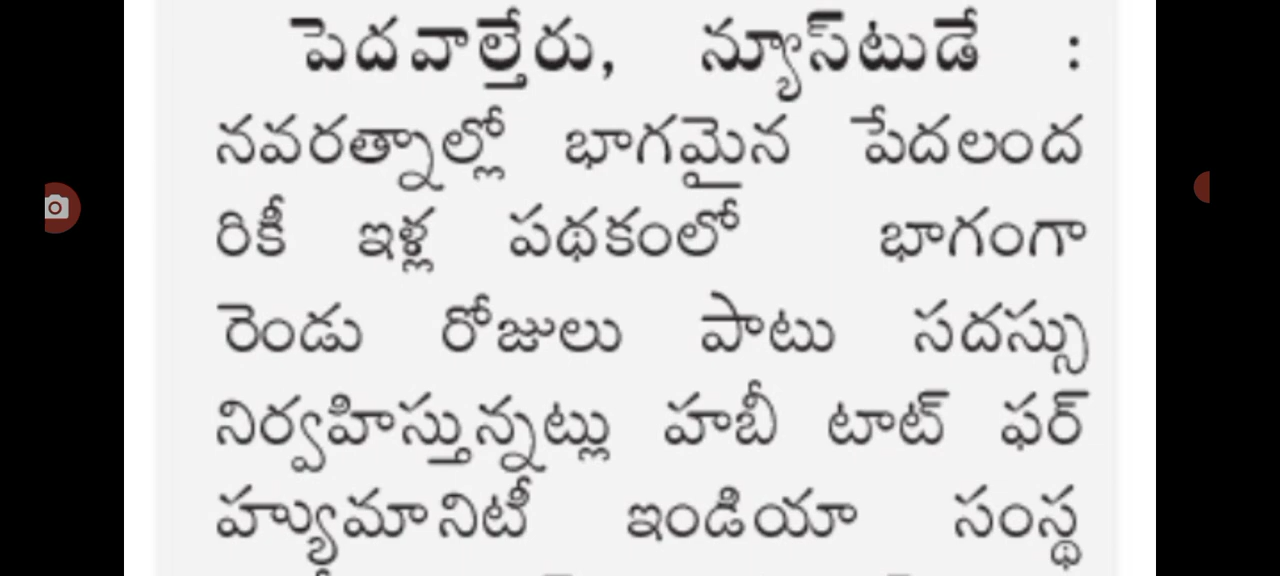 పెదవాల్తేరు, న్యూస్‌టుడే :
నవరత్నాల్లో భాగమైన పేదలంద
రికీ ఇళ్ల పథకంలో భాగంగా
రెండు రోజులు పాటు సదస్సు
నిర్వహిస్తున్నట్లు హబీ టాట్ ఫర్
హ్యుమానిటీ ఇండియా సంస్థ